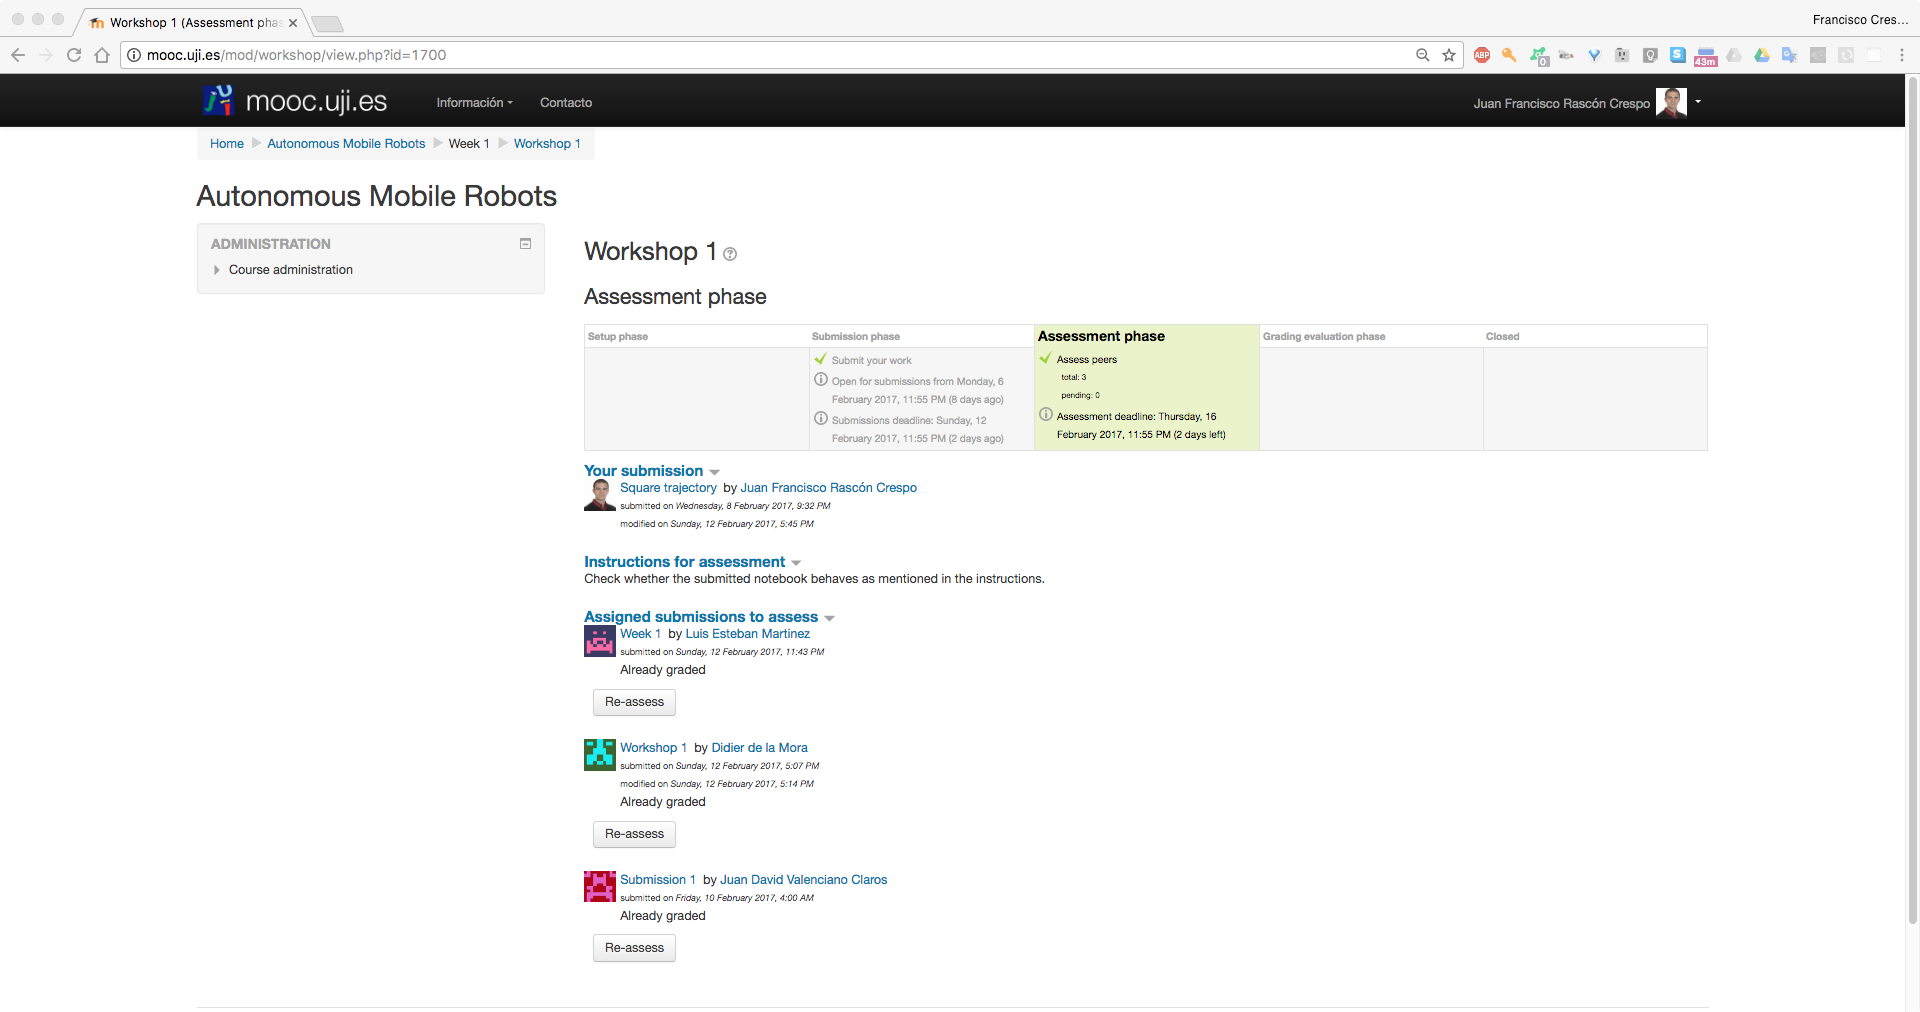 Workshop 1 (Assessment pha
Francisco Cres...
mooc.uji.es/mod/workshop/view.php?id=1700
ABP
0
S
43m
mooc.uji.es
Información
Contacto
Juan Francisco Rascón Crespo
Home
Autonomous Mobile Robots
Week 1
Workshop 1
Autonomous Mobile Robots
ADMINISTRATION
Course administration
Workshop 1
Assessment phase
Setup phase
Submission phase
Submit your work
Open for submissions from Monday, 6
February 2017, 11:55 PM (8 days ago)
Submissions deadline: Sunday, 12
February 2017, 11:55 PM (2 days ago)
Assessment phase
Assess peers
total: 3
pending: 0
Assessment deadline: Thursday, 16
February 2017, 11:55 PM (2 days left)
Grading evaluation phase
Closed
Your submission
Square trajectory by Juan Francisco Rascón Crespo
submitted on Wednesday, 8 February 2017, 9:32 PM
modified on Sunday, 12 February 2017, 5:45 PM
Instructions for assessment
Check whether the submitted notebook behaves as mentioned in the instructions.
Assigned submissions to assess
Week 1 by Luis Esteban Martinez
submitted on Sunday, 12 February 2017, 11:43 PM
Already graded
Re-assess
Workshop 1 by Didier de la Mora
submitted on Sunday, 12 February 2017, 5:07 PM
modified on Sunday, 12 February 2017, 5:14 PM
Already graded
Re-assess
Submission 1 by Juan David Valenciano Claros
submitted on Friday, 10 February 2017, 4:00 AM
Already graded
Re-assess